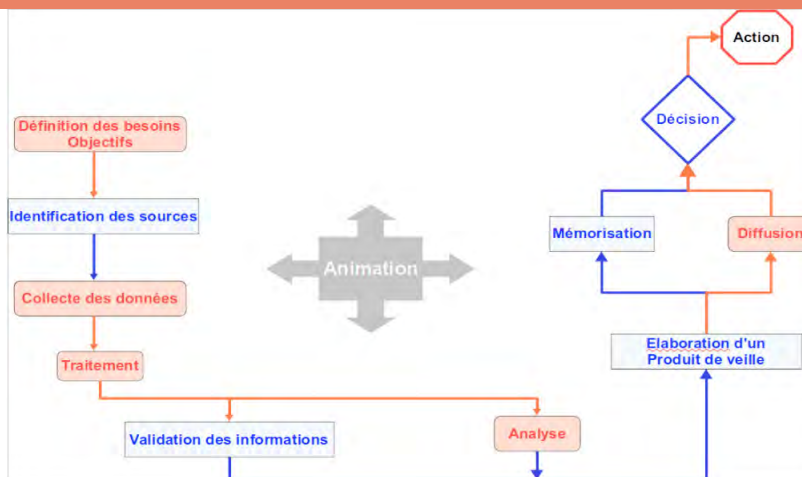 Action
Décision
Définition des besoins
Objectifs
Identification des sources
Mémorisation
Diffusion
Animation
Collecte des données
Elaboration d'un
Produit de veille
Traitement
Validation des informations
Analyse